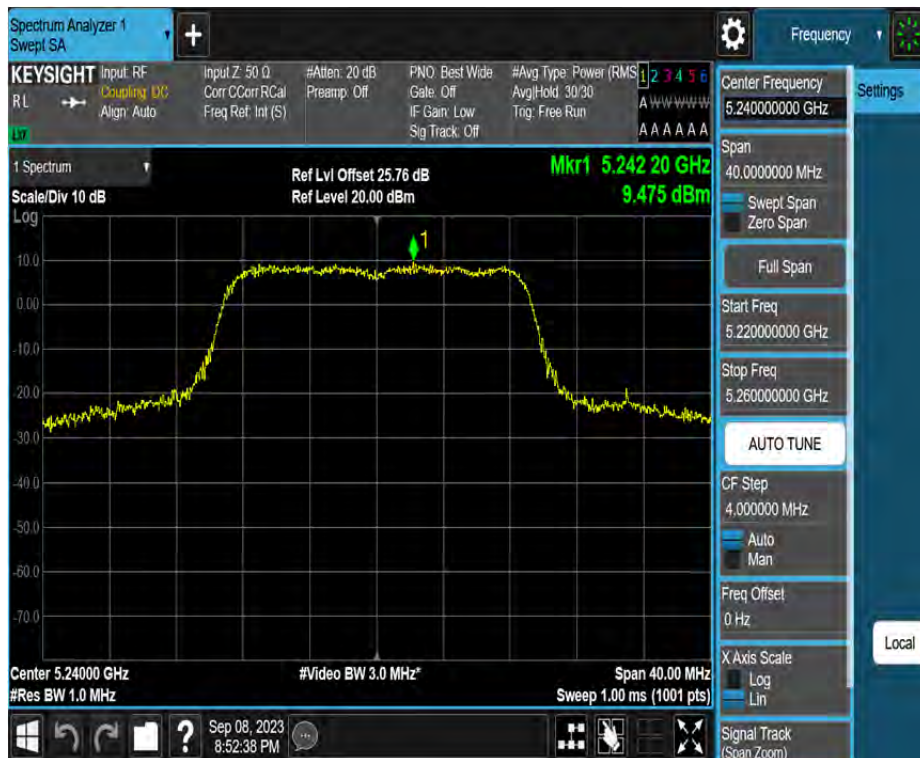 Spectrum Analyzer 1
Swept SA
+
Frequency
KEYSIGHT
RL
LXI
Input: RF
Coupling: DC
Align: Auto
Input Z: 50 Ω
Corr CCorr RCal
Freq Ref: Int (S)
#Atten: 20 dB
Preamp: Off
PNO: Best Wide
Gate: Off
IF Gain: Low
Sig Track: Off
#Avg Type: Power (RMS
Avg|Hold: 30/30
Trig: Free Run
1 2 3 4 5 6
A W W W W W
A A A A A A
1 Spectrum
Scale/Div 10 dB
Log
Ref Lvl Offset 25.76 dB
Ref Level 20.00 dBm
Mkr1 5.242 20 GHz
9.475 dBm
1
10.0
0.00
-10.0
-20.0
-30.0
-40.0
-50.0
-60.0
-70.0
Center 5.24000 GHz
#Res BW 1.0 MHz
#Video BW 3.0 MHz*
Span 40.00 MHz
Sweep 1.00 ms (1001 pts)
?
Sep 08, 2023
8:52:38 PM
Center Frequency
5.240000000 GHz
Span
40.0000000 MHz
Swept Span
Zero Span
Full Span
Start Freq
5.220000000 GHz
Stop Freq
5.260000000 GHz
AUTO TUNE
CF Step
4.000000 MHz
Auto
Man
Freq Offset
0 Hz
X Axis Scale
Log
Lin
Signal Track
(Span Zoom)
Settings
Local